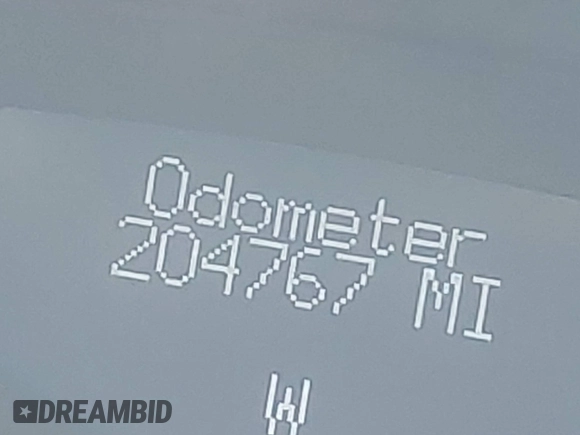 Odometer
204767 MI
W
DREAMBID